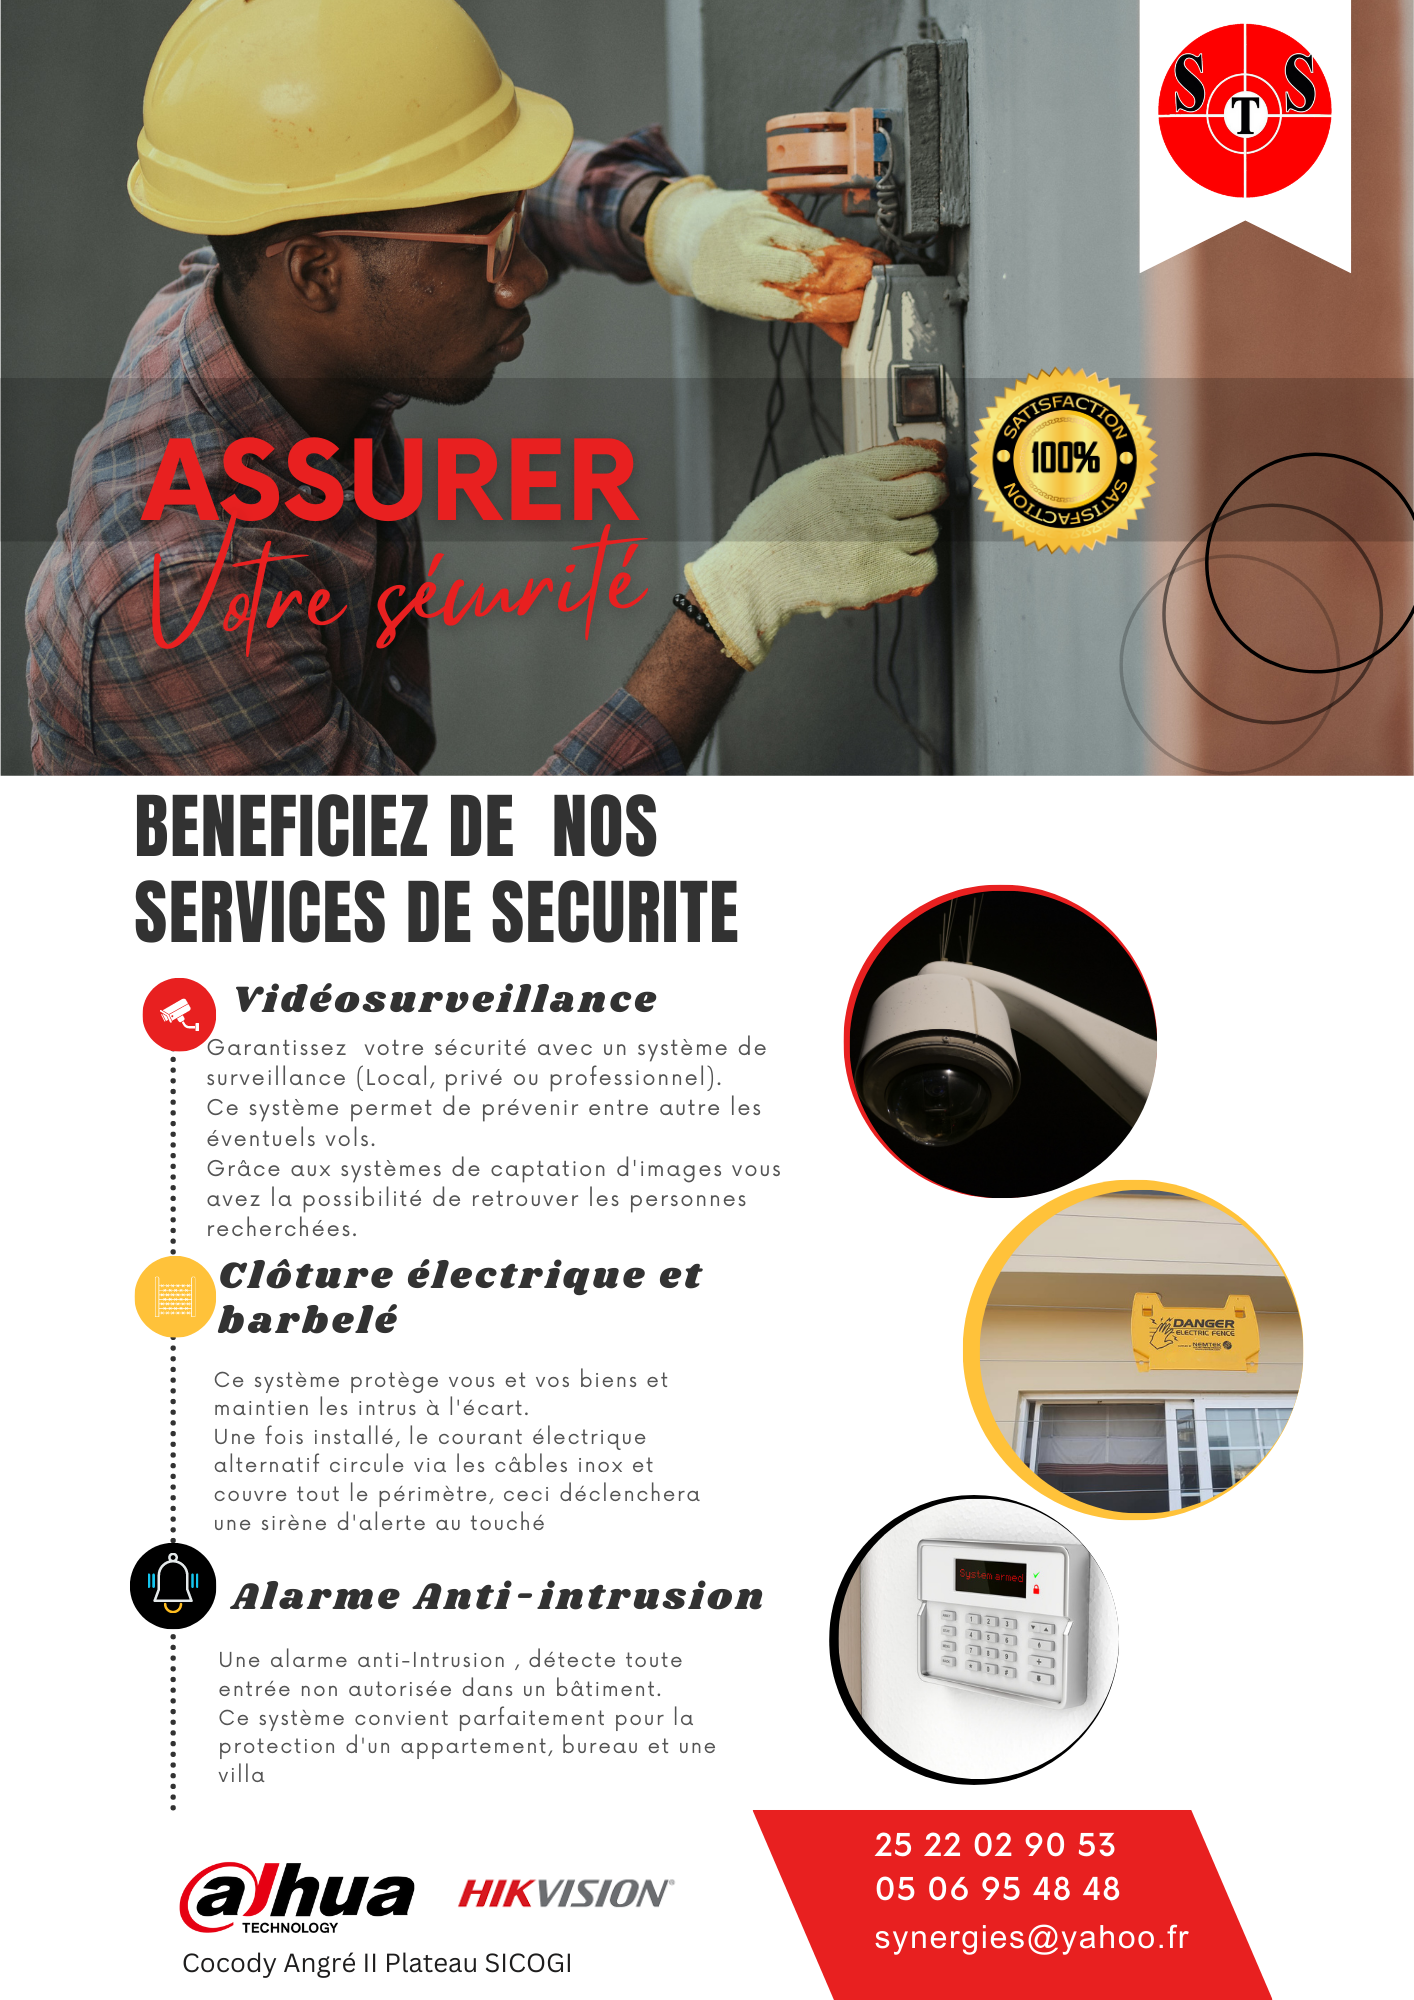 S T S
SATISFACTION
100%
SATISFACTION
ASSURER
Votre sécurité
BENEFICIEZ DE NOS
SERVICES DE SECURITE
Vidéosurveillance
Garantissez votre sécurité avec un système de
surveillance (Local, privé ou professionnel).
Ce système permet de prévenir entre autre les
éventuels vols.
Grâce aux systèmes de captation d'images vous
avez la possibilité de retrouver les personnes
recherchées.
Clôture électrique et
barbelé
DANGER
ELECTRIC FENCE
NEMTEK
Ce système protège vous et vos biens et
maintien les intrus à l'écart.
Une fois installé, le courant électrique
alternatif circule via les câbles inox et
couvre tout le périmètre, ceci déclenchera
une sirène d'alerte au touché
System armed
Alarme Anti-intrusion
Une alarme anti-Intrusion , détecte toute
entrée non autorisée dans un bâtiment.
Ce système convient parfaitement pour la
protection d'un appartement, bureau et une
villa
alhua
TECHNOLOGY
HIKVISION
Cocody Angré II Plateau SICOGI
25 22 02 90 53
05 06 95 48 48
synergies@yahoo.fr